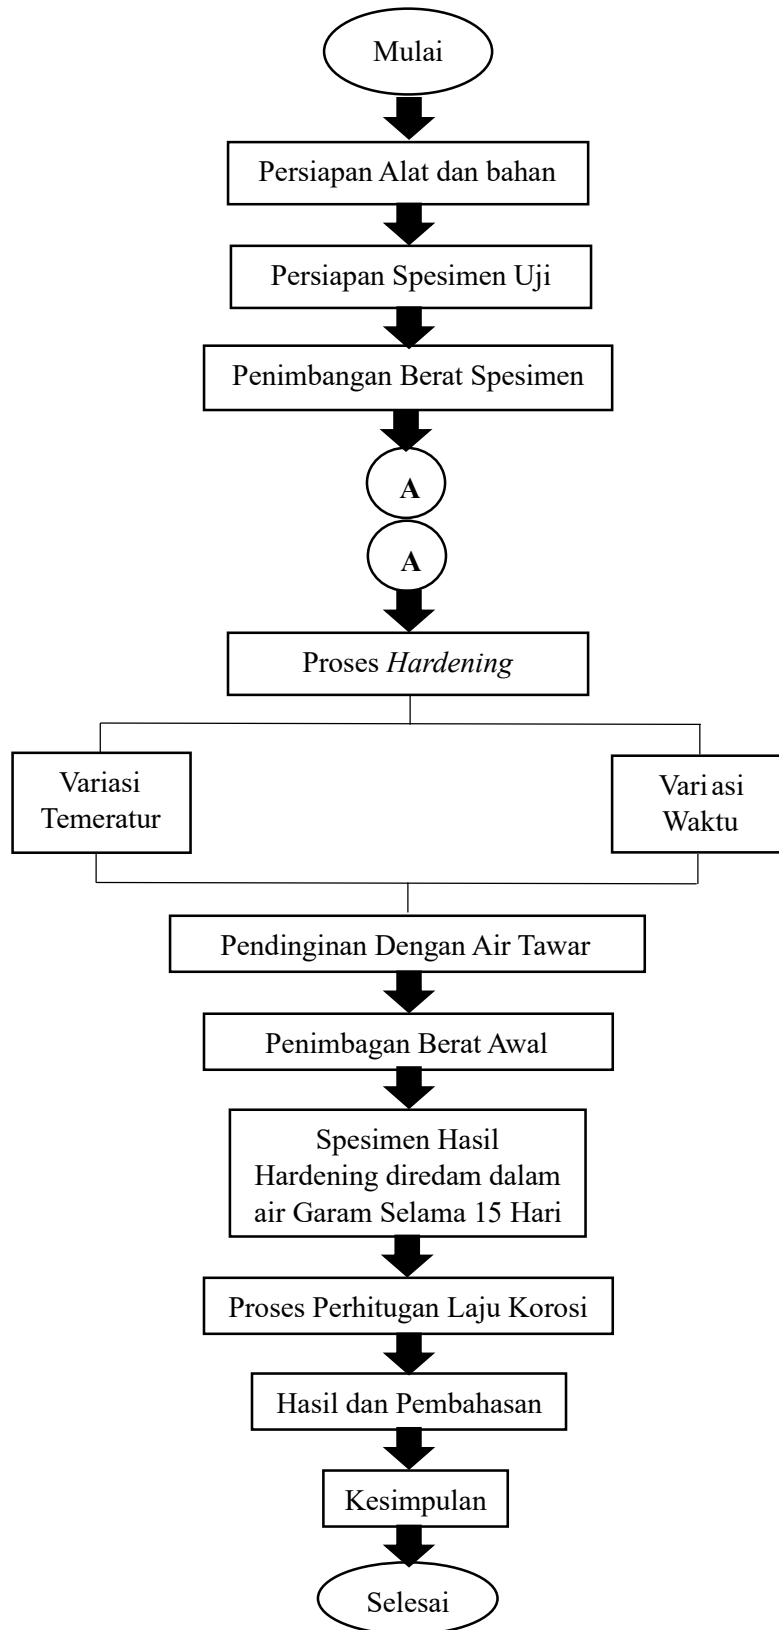 Mulai
Persiapan Alat dan bahan
Persiapan Spesimen Uji
Penimbangan Berat Spesimen
A
A
Proses Hardening
Variasi
Temeratur
Variasi
Waktu
Pendinginan Dengan Air Tawar
Penimbagan Berat Awal
Spesimen Hasil
Hardening diredam dalam
air Garam Selama 15 Hari
Proses Perhitugan Laju Korosi
Hasil dan Pembahasan
Kesimpulan
Selesai